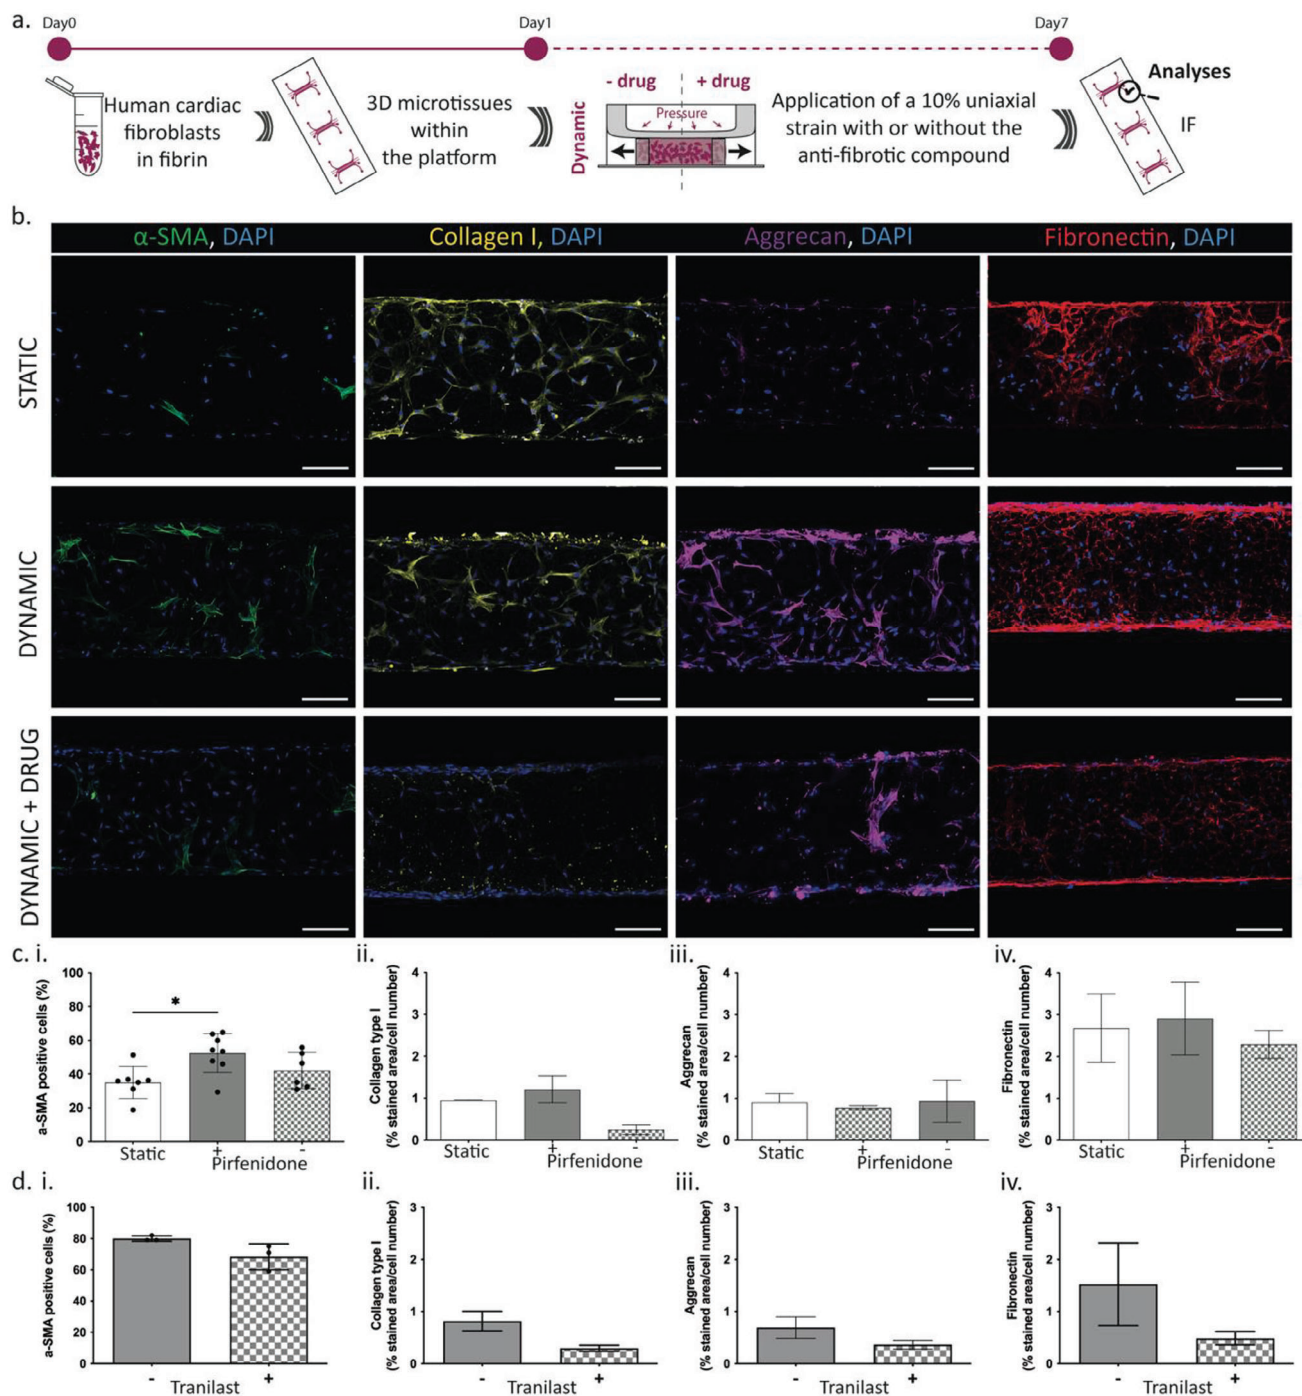 a.
Day0
Day1
Day7
Human cardiac
fibroblasts
in fibrin
3D microtissues
within
the platform
Dynamic
- drug
+ drug
Pressure
Application of a 10% uniaxial
strain with or without the
anti-fibrotic compound
Analyses
IF
b.
α-SMA, DAPI
Collagen I, DAPI
Aggrecan, DAPI
Fibronectin, DAPI
STATIC
DYNAMIC
DYNAMIC + DRUG
c. i.
a-SMA positive cells (%)
100
80
60
40
20
0
*
Static
+
-
Pirfenidone
ii.
Collagen type I
(% stained area/cell number)
4
3
2
1
0
Static
+
-
Pirfenidone
iii.
Aggrecan
(% stained area/cell number)
4
3
2
1
0
Static
+
-
Pirfenidone
iv.
Fibronectin
(% stained area/cell number)
4
3
2
1
0
Static
+
-
Pirfenidone
d. i.
a-SMA positive cells (%)
100
80
60
40
20
0
-
+
Tranilast
ii.
Collagen type I
(% stained area/cell number)
3
2
1
0
-
+
Tranilast
iii.
Aggrecan
(% stained area/cell number)
3
2
1
0
-
+
Tranilast
iv.
Fibronectin
(% stained area/cell number)
3
2
1
0
-
+
Tranilast